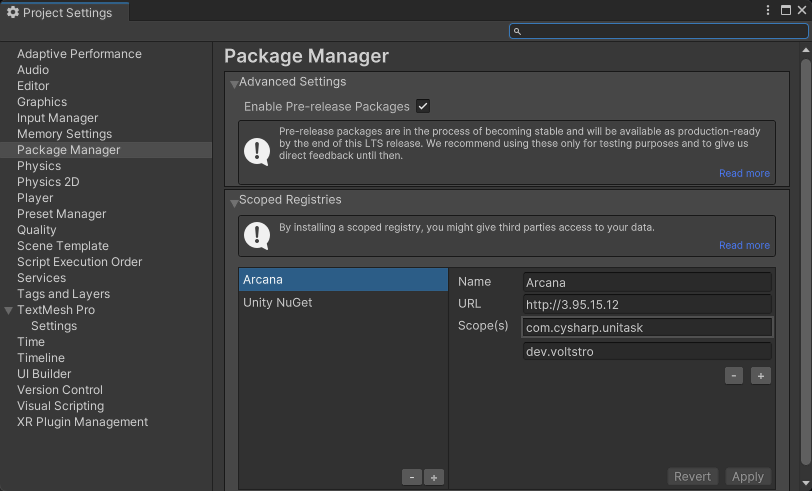 Project Settings
Adaptive Performance
Audio
Editor
Graphics
Input Manager
Memory Settings
Package Manager
Physics
Physics 2D
Player
Preset Manager
Quality
Scene Template
Script Execution Order
Services
Tags and Layers
TextMesh Pro
Settings
Time
Timeline
UI Builder
Version Control
Visual Scripting
XR Plugin Management
Package Manager
Advanced Settings
Enable Pre-release Packages
Pre-release packages are in the process of becoming stable and will be available as production-ready
by the end of this LTS release. We recommend using these only for testing purposes and to give us
direct feedback until then.
Read more
Scoped Registries
By installing a scoped registry, you might give third parties access to your data.
Read more
Arcana
Unity NuGet
- +
Name Arcana
URL http://3.95.15.12
Scope(s) com.cysharp.unitask
dev.voltstro
- +
Revert Apply